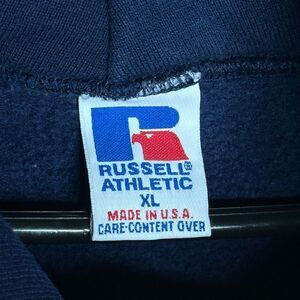 RUSSELL®
ATHLETIC
XL
MADE IN U.S.A.
CARE-CONTENT OVER